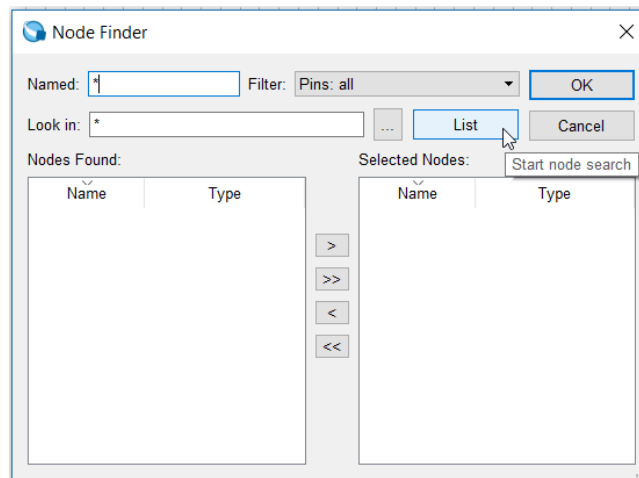 Node Finder
Named: * Filter: Pins: all OK
Look in: * ... List Cancel
Start node search
Nodes Found: Selected Nodes:
Name Type Name Type
>
>>
<
<<